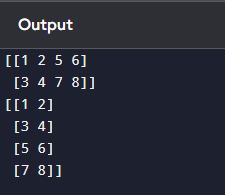 Output
[[1 2 5 6]
 [3 4 7 8]]
[[1 2]
 [3 4]
 [5 6]
 [7 8]]